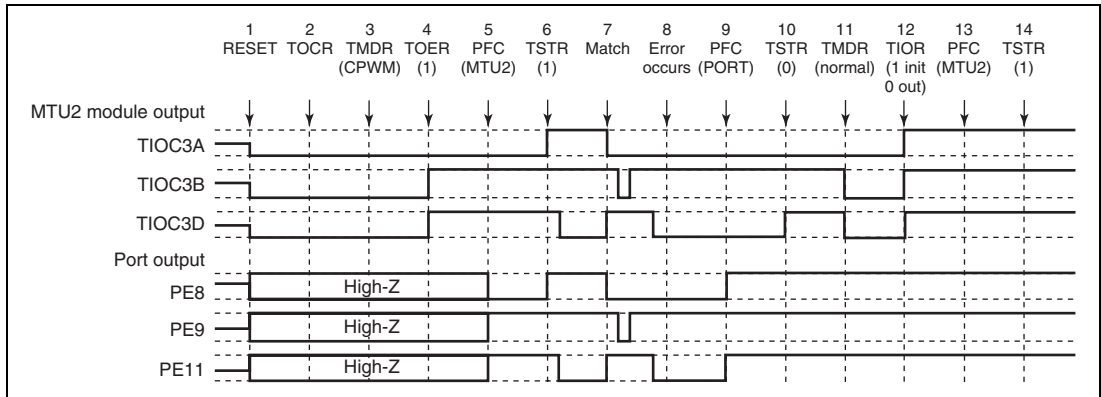 1 2 3 4 5 6 7 8 9 10 11 12 13 14
RESET TOCR TMDR TOER PFC TSTR Match Error PFC TSTR TMDR TIOR PFC TSTR
(CPWM) (1) (MTU2) (1) occurs (PORT) (0) (normal) (1 init (MTU2) (1)
0 out)
MTU2 module output
TIOC3A
TIOC3B
TIOC3D
Port output
PE8 High-Z
PE9 High-Z
PE11 High-Z